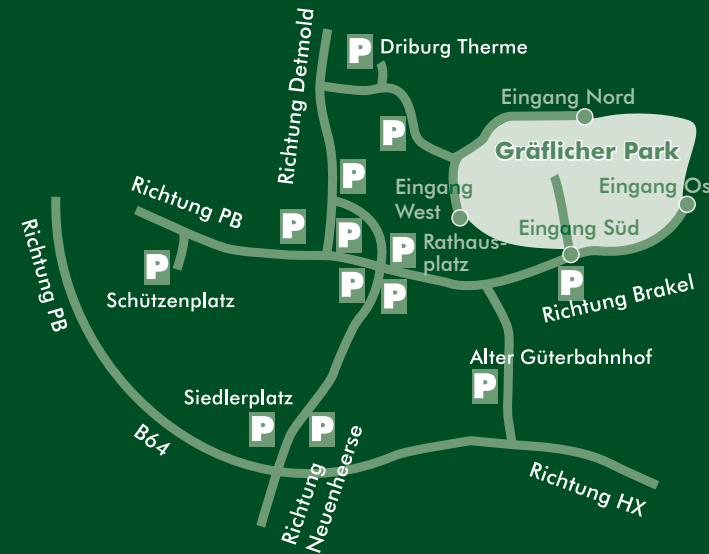 P
Driburg Therme
Richtung Detmold
Eingang Nord
P
Gräflicher Park
P
Eingang
West
Eingang Os
Richtung PB
P
P
P
Rathaus-
platz
Eingang Süd
Richtung PB
P
Schützenplatz
P
P
P
Richtung Brakel
Alter Güterbahnhof
P
Siedlerplatz
P
P
B64
Richtung
Neuenheerse
Richtung HX